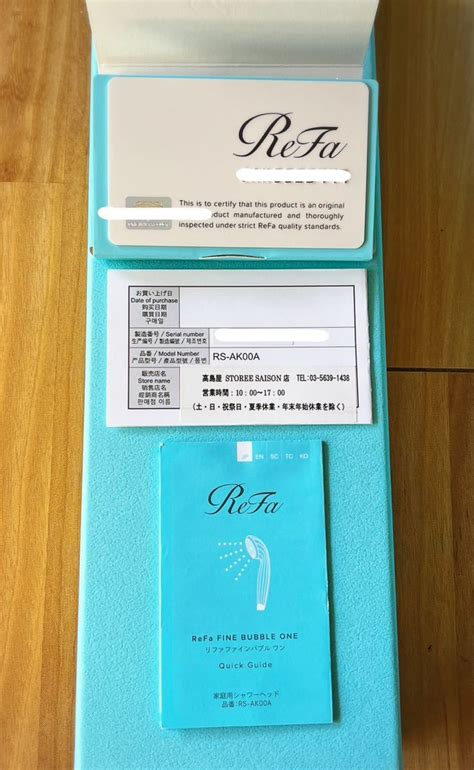 ReFa
This is to certify that this product is an original
product manufactured and thoroughly
inspected under strict ReFa quality standards.
お買い上げ日
Date of purchase
购买日期
購買日期
구매일
製造番号／Serial number
生产编号／製造編號／제조번호
品番／Model Number
产品型号／產品型號／품번
RS-AK00A
販売店名
Store name
销售店名
經銷商名稱
판매점 이름
髙島屋 STOREE SAISON 店 ☎:03-5639-1438
営業時間：10：00～17：00
（土・日・祝祭日・夏季休業・年末年始休業を除く）
JP EN SC TC KO
ReFa
ReFa FINE BUBBLE ONE
リファファインバブル ワン
Quick Guide
家庭用シャワーヘッド
品番：RS-AK00A